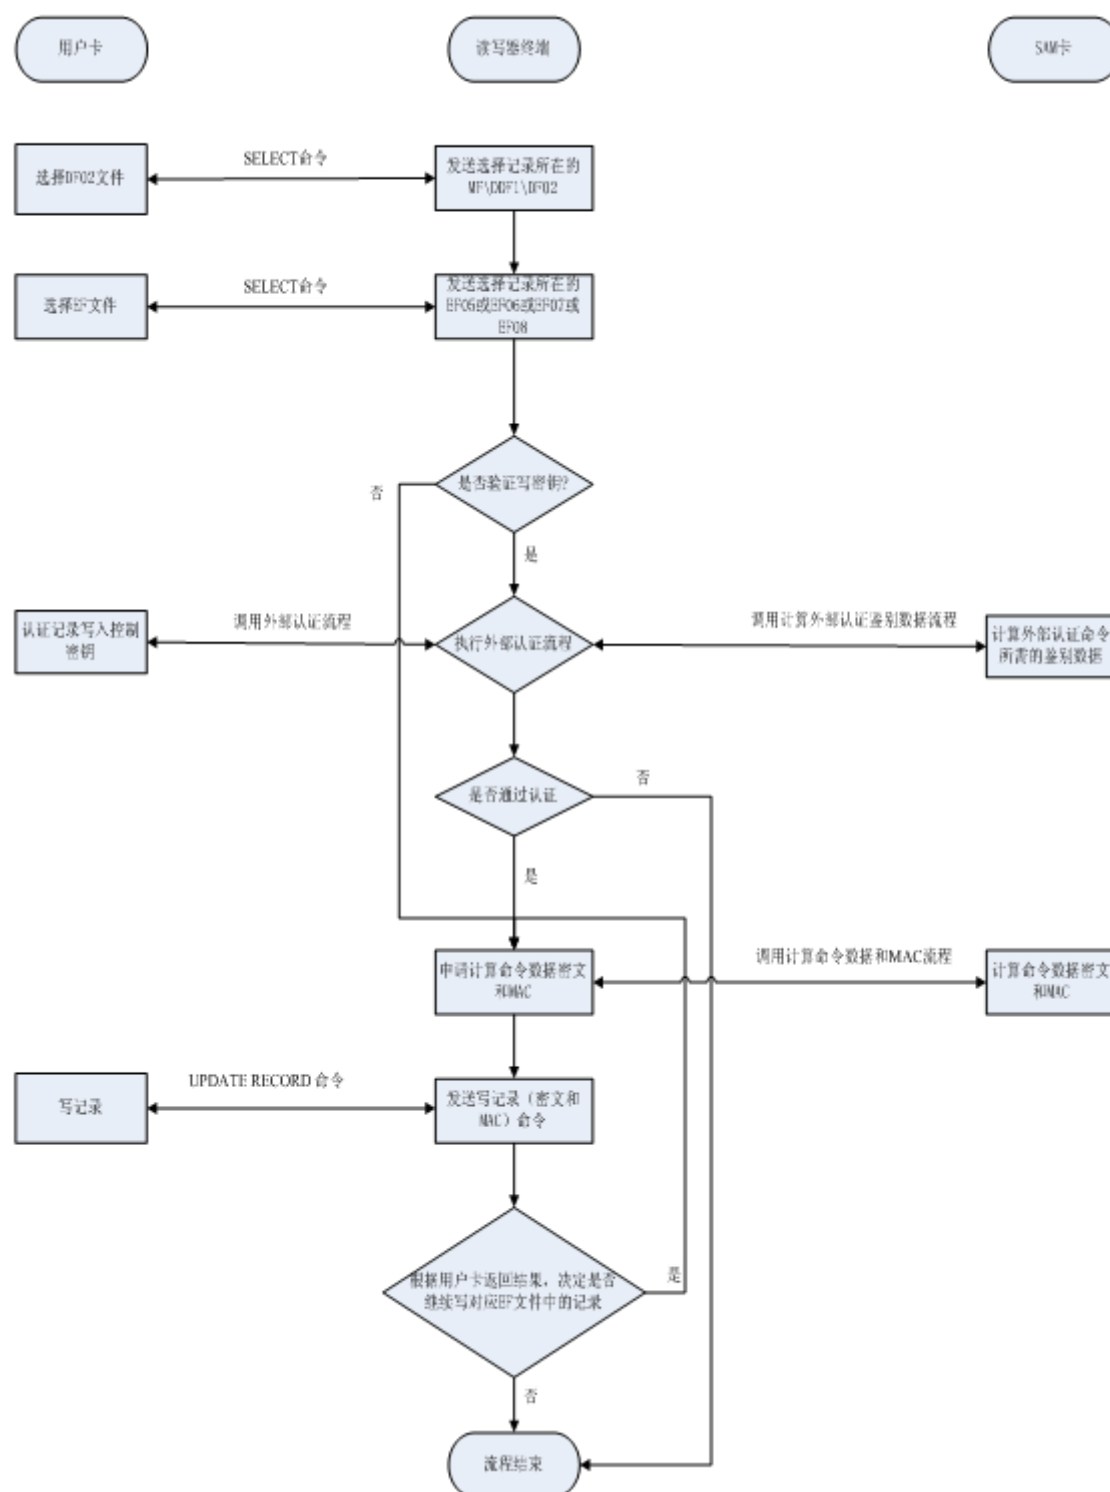 用户卡
读写器终端
SAM卡
选择DF02文件
SELECT命令
发送选择记录所在的
MF\DDF1\DF02
选择EF文件
SELECT命令
发送选择记录所在的
EF05或EF06或EF07或
EF08
是否验证写密钥?
否
是
认证记录写入控制
密钥
调用外部认证流程
执行外部认证流程
调用计算外部认证鉴别数据流程
计算外部认证命令
所需的鉴别数据
是否通过认证
否
是
申请计算命令数据密文
和MAC
调用计算命令数据和MAC流程
计算命令数据密文
和MAC
写记录
UPDATE RECORD 命令
发送写记录（密文和
MAC）命令
根据用户卡返回结果，决定是否
继续写对应EF文件中的记录
是
否
流程结束